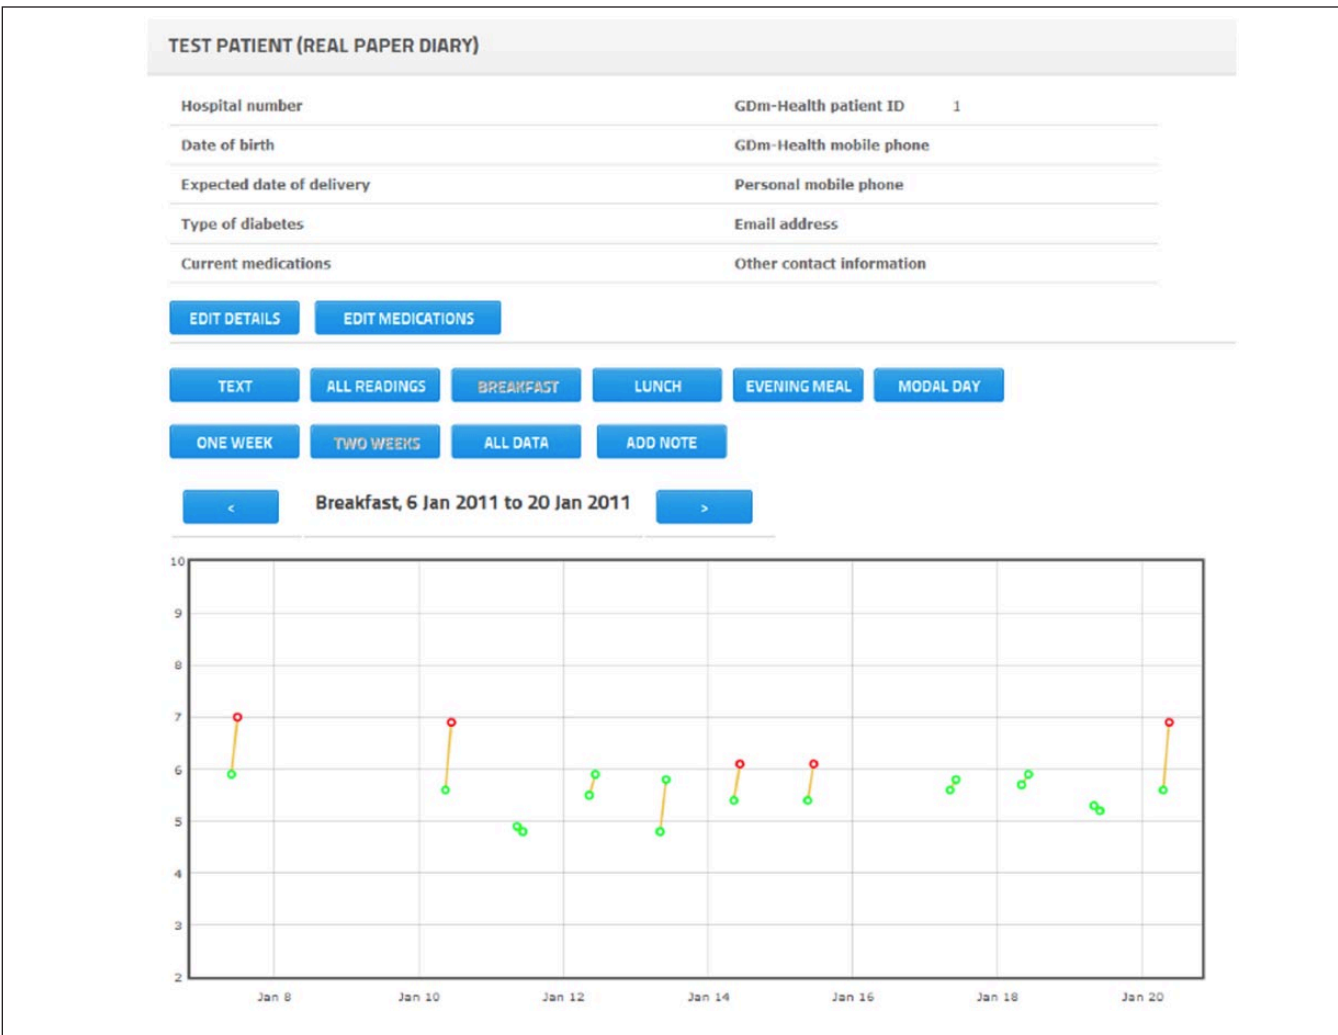 TEST PATIENT (REAL PAPER DIARY)
Hospital number GDm-Health patient ID 1
Date of birth GDm-Health mobile phone
Expected date of delivery Personal mobile phone
Type of diabetes Email address
Current medications Other contact information
EDIT DETAILS EDIT MEDICATIONS
TEXT ALL READINGS BREAKFAST LUNCH EVENING MEAL MODAL DAY
ONE WEEK TWO WEEKS ALL DATA ADD NOTE
< Breakfast, 6 Jan 2011 to 20 Jan 2011 >
10
9
8
7
6
5
4
3
2
Jan 8 Jan 10 Jan 12 Jan 14 Jan 16 Jan 18 Jan 20